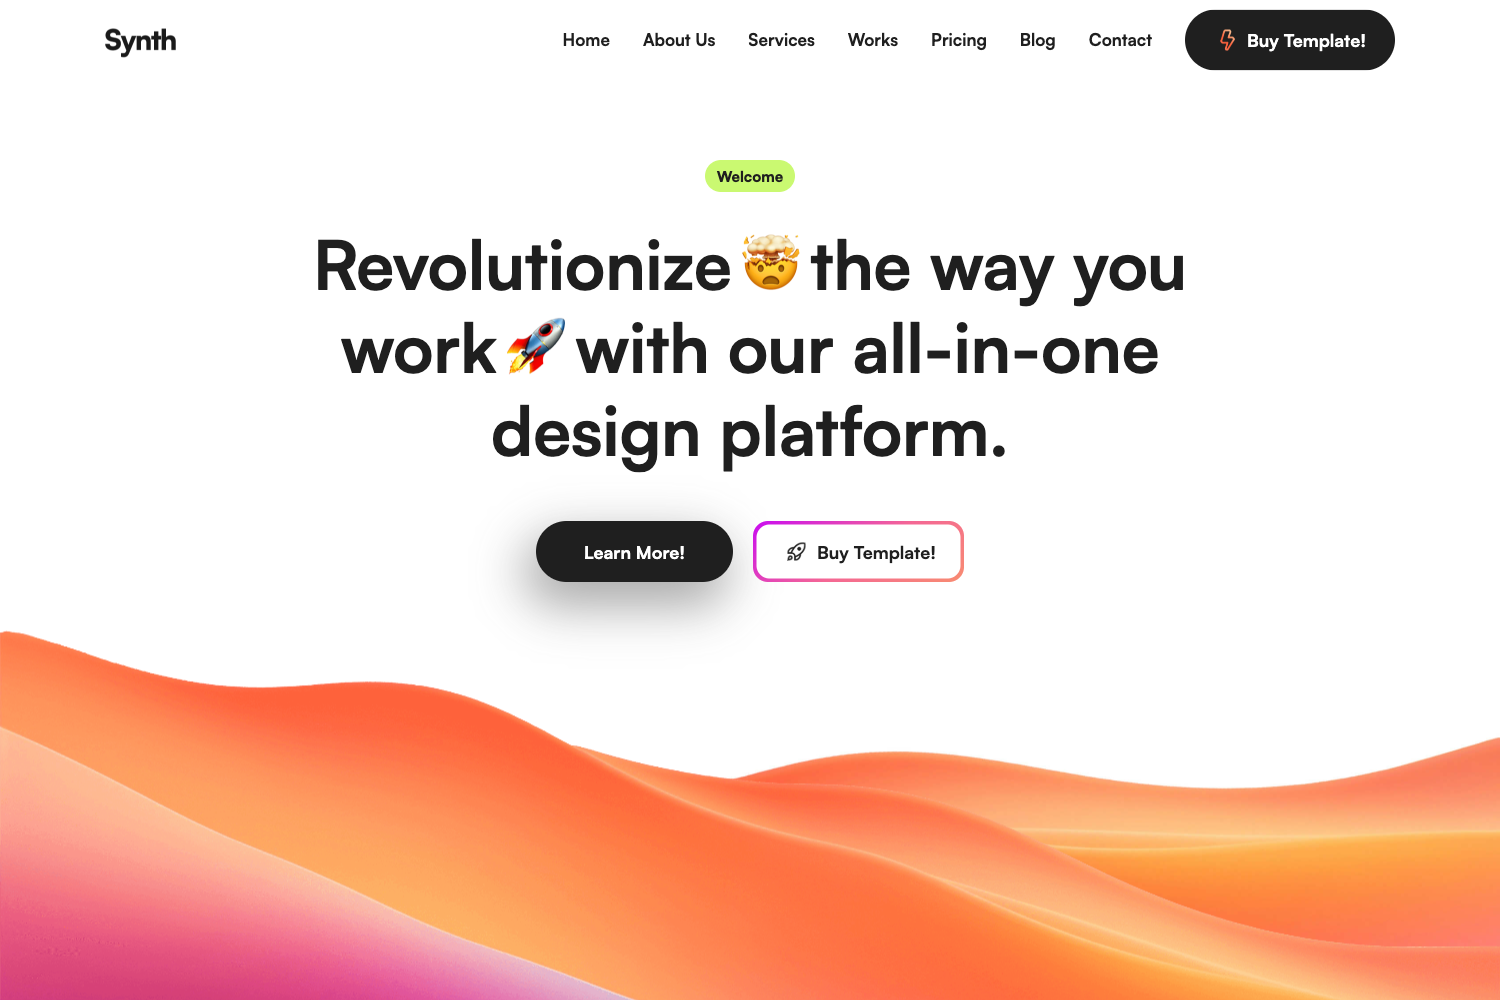 Synth
Home About Us Services Works Pricing Blog Contact Buy Template!
Welcome
Revolutionize🤯the way you
work🚀with our all-in-one
design platform.
Learn More! Buy Template!